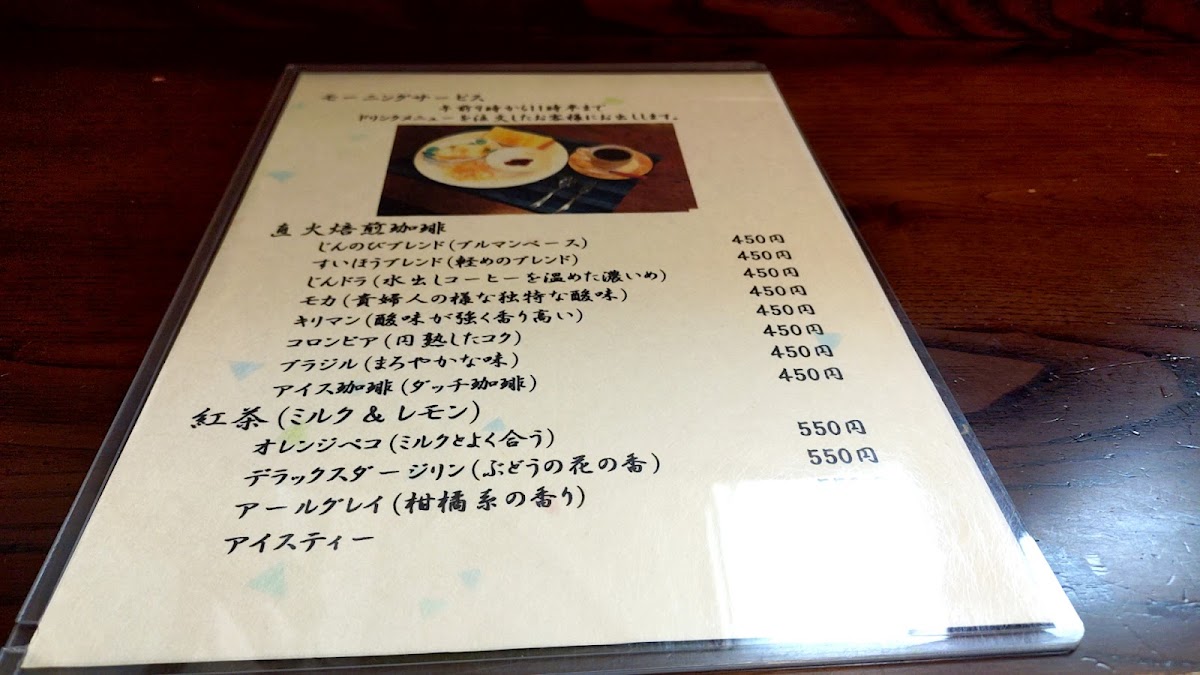 モーニングサービス
午前9時から11時半まで
ドリンクメニューを注文したお客様にお出しします。
直火焙煎珈琲
じんのびブレンド(ブルマンベース) 450円
すいほうブレンド(軽めのブレンド) 450円
じんドラ(水出しコーヒーを温めた濃いめ) 450円
モカ(貴婦人の様な独特な酸味) 450円
キリマン(酸味が強く香り高い) 450円
コロンビア(円熟したコク) 450円
ブラジル(まろやかな味) 450円
アイス珈琲(ダッチ珈琲) 450円
紅茶(ミルク&レモン)
オレンジペコ(ミルクとよく合う) 550円
デラックスダージリン(ぶどうの花の香) 550円
アールグレイ(柑橘系の香り)
アイスティー